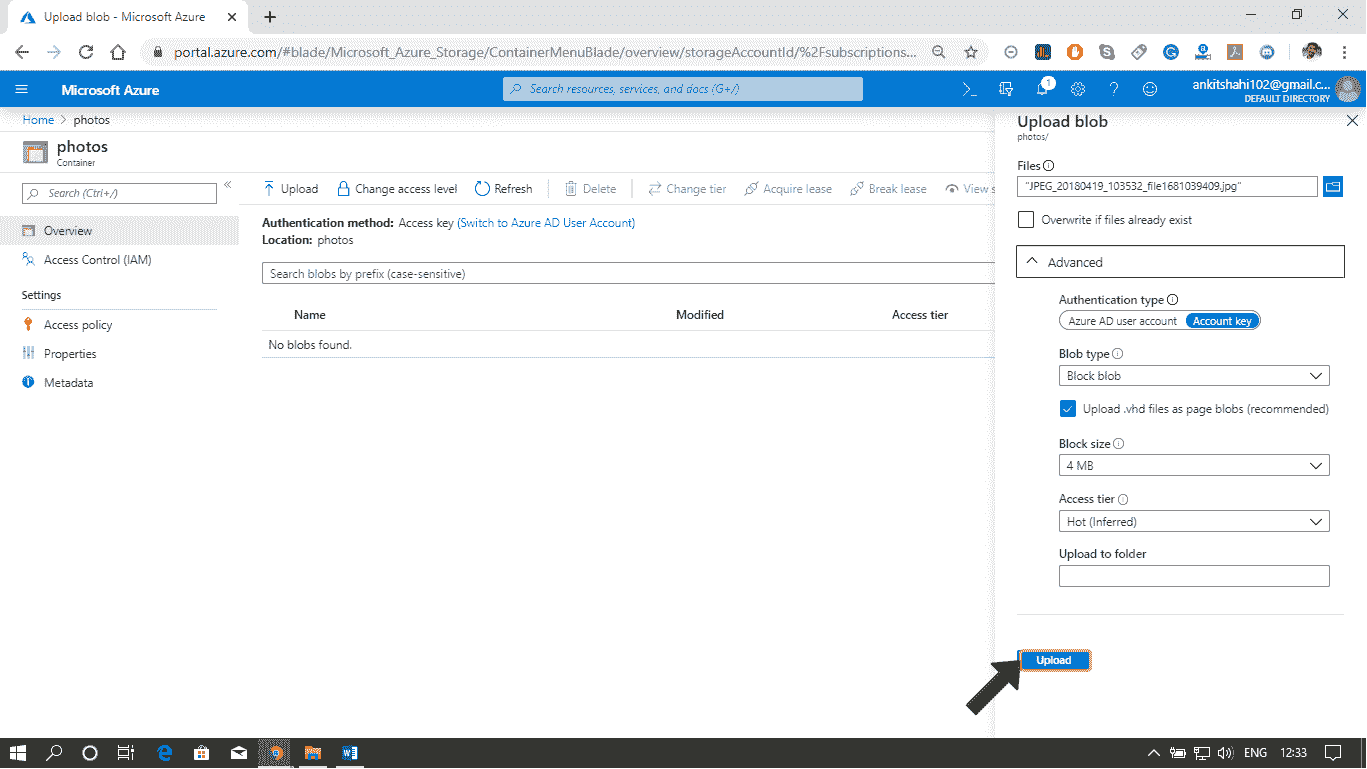 Upload blob - Microsoft Azure
portal.azure.com/#blade/Microsoft_Azure_Storage/ContainerMenuBlade/overview/storageAccountId/%2Fsubscriptions...
Microsoft Azure
Search resources, services, and docs (G+/)
1
ankitshahi102@gmail.c...
DEFAULT DIRECTORY
Home > photos
photos
Container
Search (Ctrl+/)
Overview
Access Control (IAM)
Settings
Access policy
Properties
Metadata
Upload
Change access level
Refresh
Delete
Change tier
Acquire lease
Break lease
View s
Authentication method: Access key (Switch to Azure AD User Account)
Location: photos
Search blobs by prefix (case-sensitive)
Name Modified Access tier
No blobs found.
Upload blob
photos/
Files
"JPEG_20180419_103532_file1681039409.jpg"
Overwrite if files already exist
Advanced
Authentication type
Azure AD user account Account key
Blob type
Block blob
Upload .vhd files as page blobs (recommended)
Block size
4 MB
Access tier
Hot (Inferred)
Upload to folder
Upload
ENG 12:33